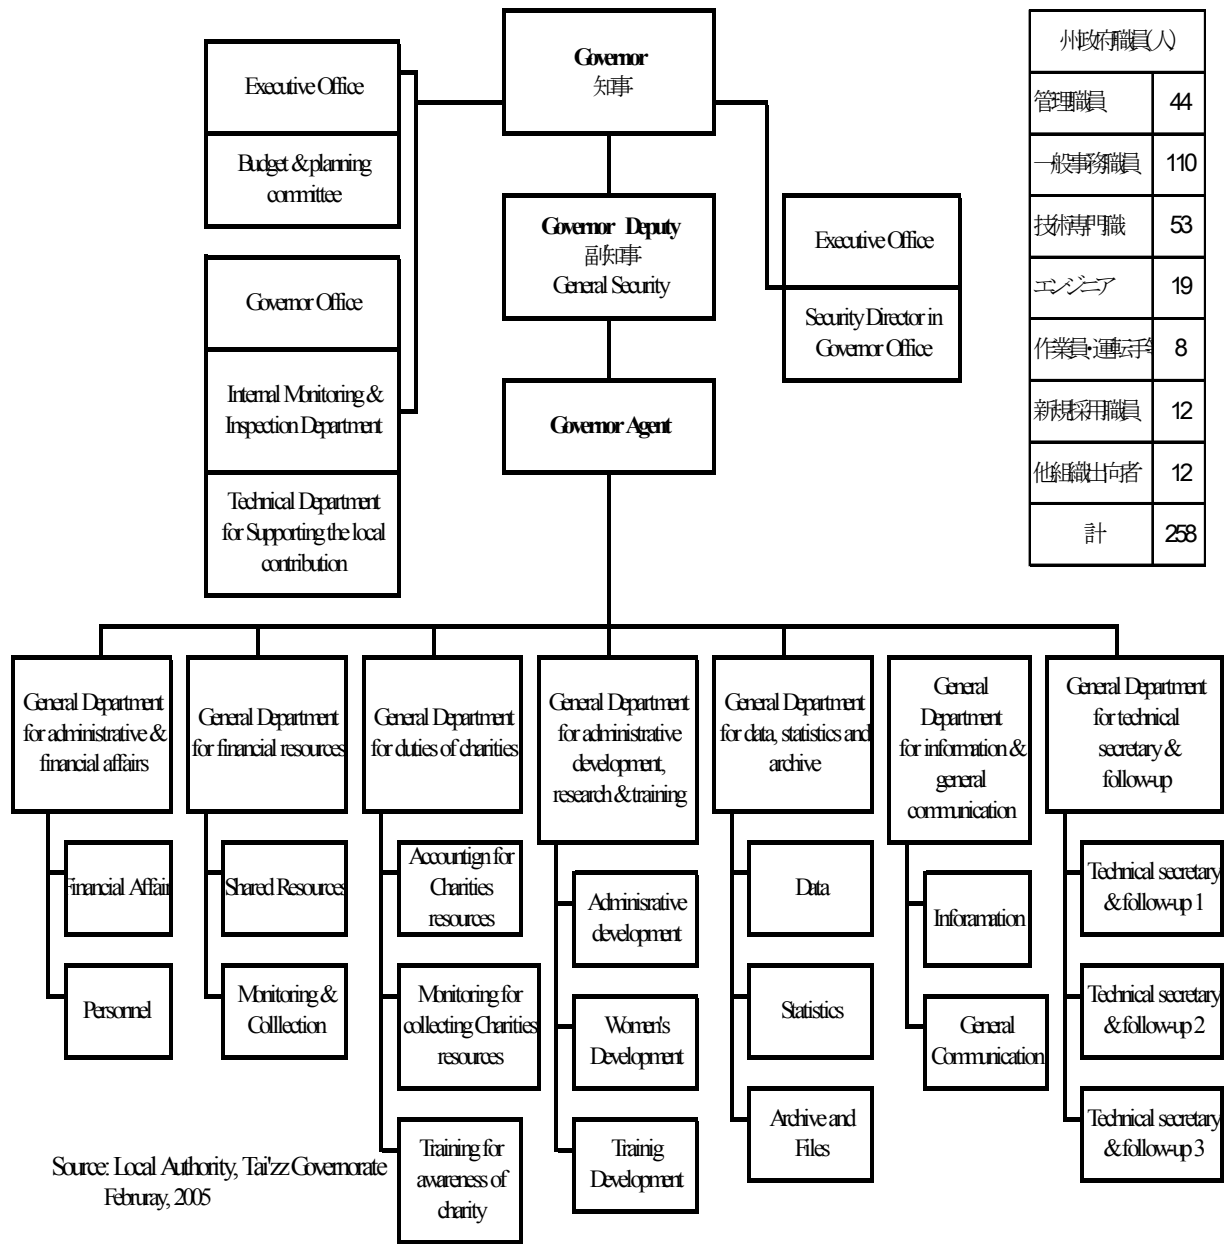 Governor
知事
Executive Office
Budget & planning
committee
Governor Office
Internal Monitoring &
Inspection Department
Technical Department
for Supporting the local
contribution
Governor Deputy
副知事
General Security
Governor Agent
Executive Office
Security Director in
Governor Office
州政府職員(人)
管理職員 44
一般事務職員 110
技術専門職 53
エンジニア 19
作業員・運転手等 8
新規採用職員 12
他組織出向者 12
計 258
General Department
for administrative &
financial affairs
Financial Affair
Personnel
General Department
for financial resources
Shared Resources
Monitoring &
Colllection
General Department
for duties of charities
Accountign for
Charities
resources
Monitoring for
collecting Charities
resources
Training for
awareness of
charity
General Department
for administrative
development,
research & training
Adminisrative
development
Women's
Development
Trainig
Development
General Department
for data, statistics and
archive
Data
Statistics
Archive and
Files
General
Department
for information &
general
communication
Inforamation
General
Communication
General Department
for technical
secretary &
follow-up
Technical secretary
& follow-up 1
Technical secretary
& follow-up 2
Technical secretary
& follow-up 3
Source: Local Authority, Tai'zz Governorate
Februray, 2005